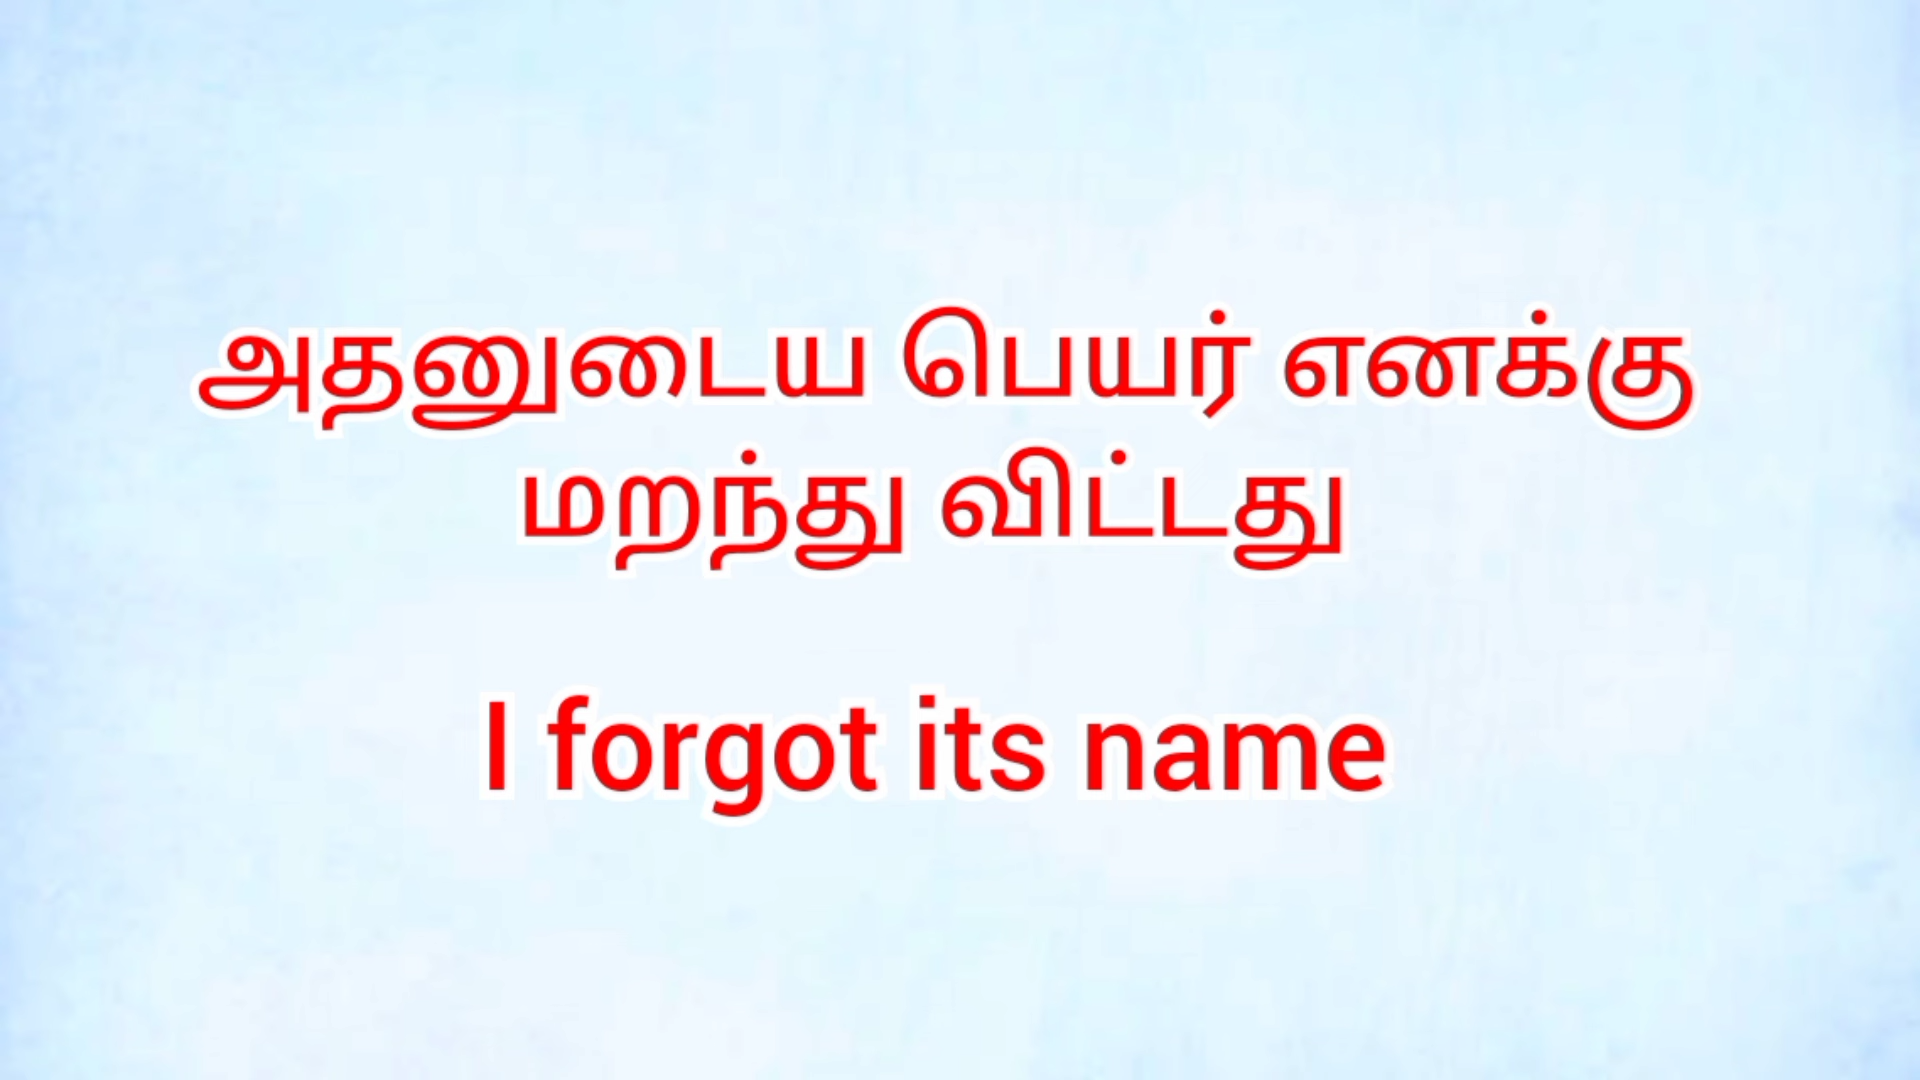 அதனுடைய பெயர் எனக்கு
மறந்து விட்டது
I forgot its name